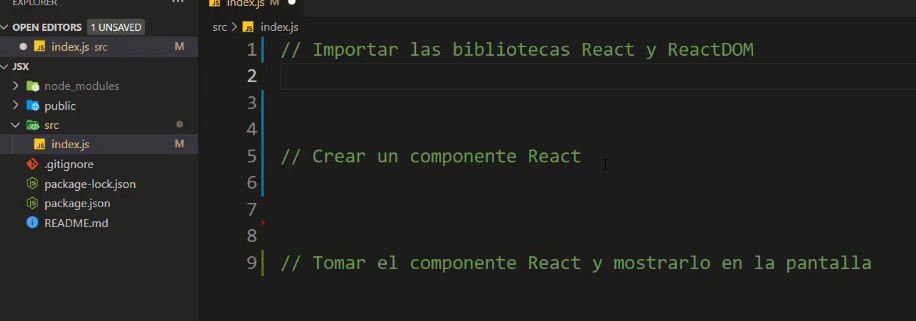 EXPLORER ...
OPEN EDITORS 1 UNSAVED
index.js src M
JSX
node_modules
public
src
index.js M
.gitignore
package-lock.json
package.json
README.md
index.js M
src > index.js
1 // Importar las bibliotecas React y ReactDOM
2
3
4
5 // Crear un componente React
6
7
8
9 // Tomar el componente React y mostrarlo en la pantalla